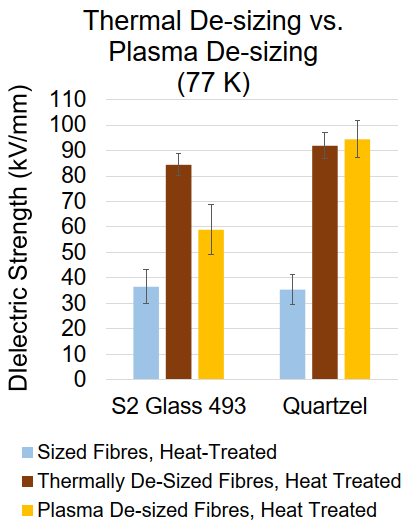 Thermal De-sizing vs.
Plasma De-sizing
(77 K)
DIelectric Strength (kV/mm)
110
100
90
80
70
60
50
40
30
20
10
0
S2 Glass 493 Quartzel
Sized Fibres, Heat-Treated
Thermally De-Sized Fibres, Heat Treated
Plasma De-sized Fibres, Heat Treated